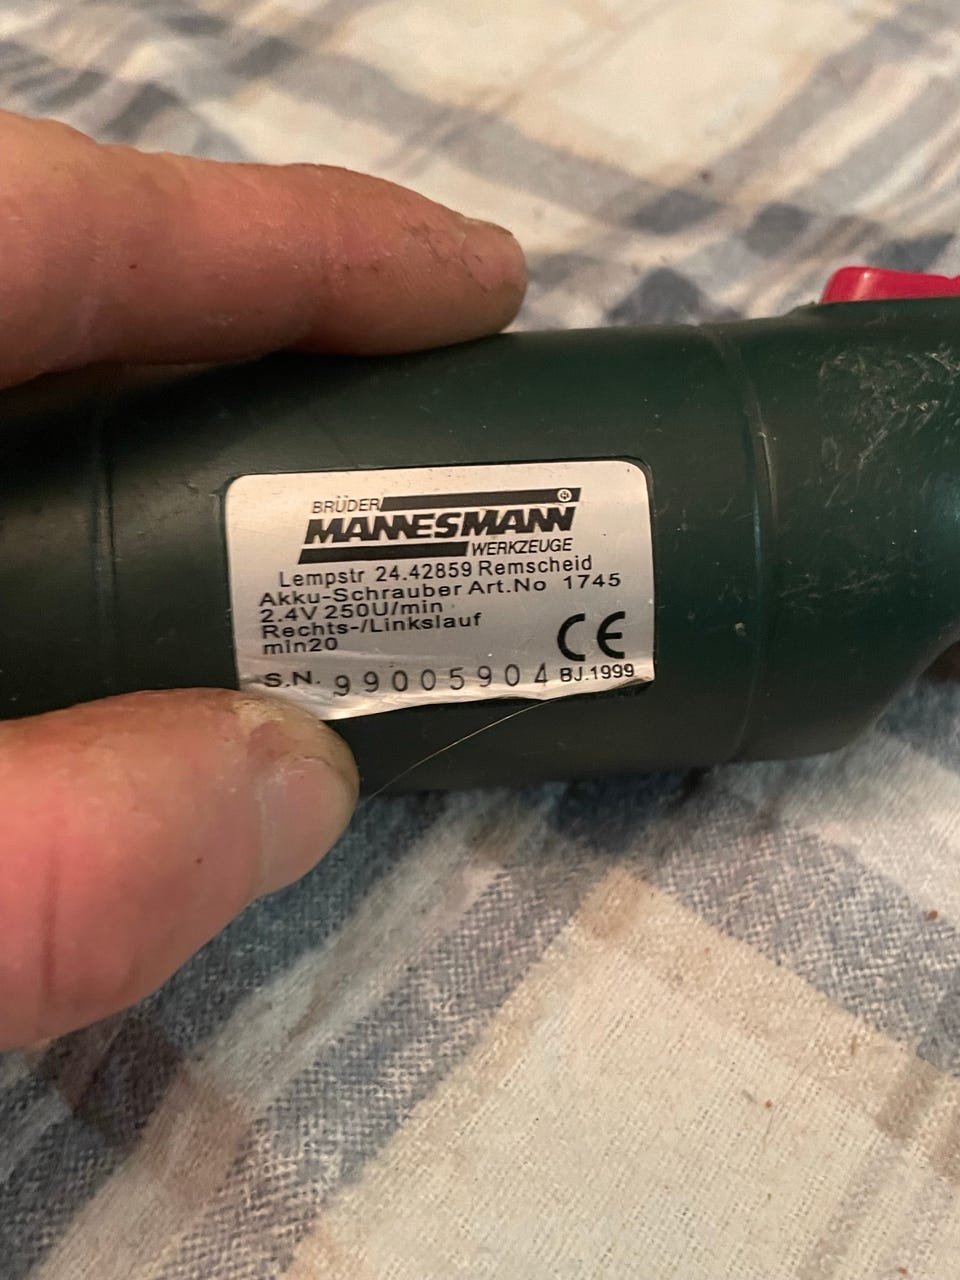 BRÜDER
MANNESMANN ®
WERKZEUGE
Lempstr 24.42859 Remscheid
Akku-Schrauber Art.No 1745
2.4V 250U/min
Rechts-/Linkslauf
min20
CE
S.N. 99005904 BJ.1999